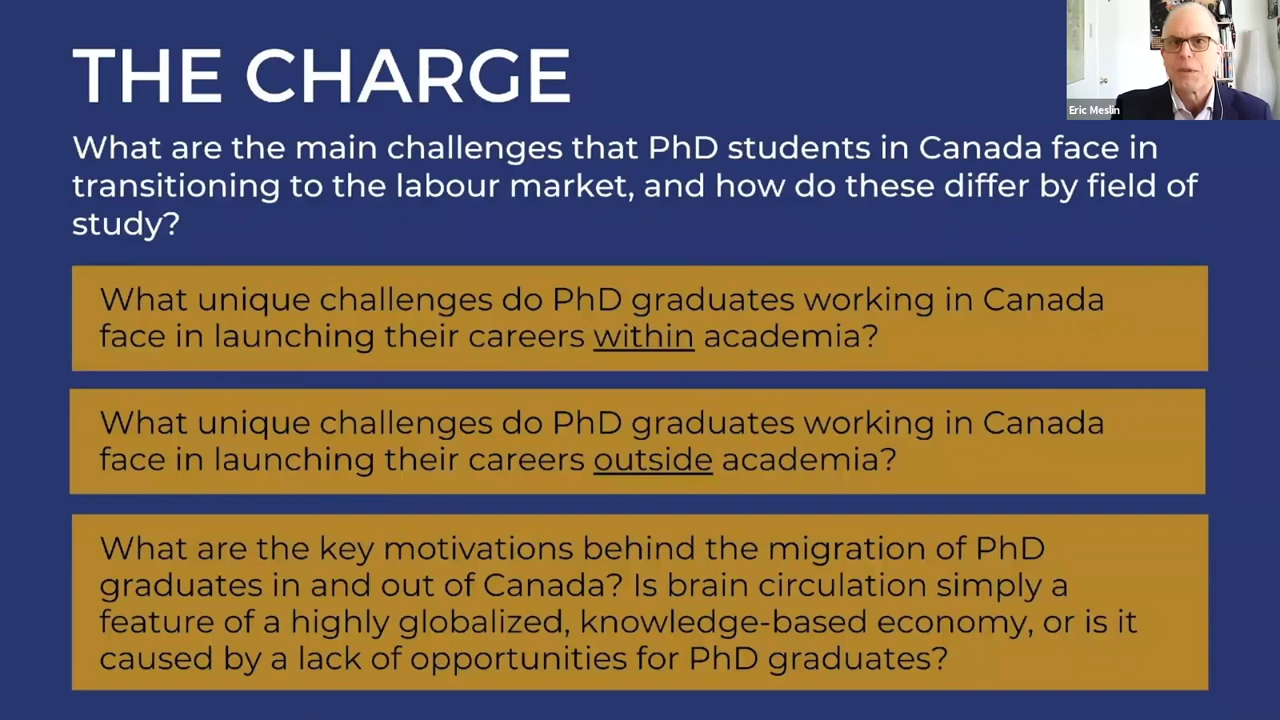 THE CHARGE
What are the main challenges that PhD students in Canada face in
transitioning to the labour market, and how do these differ by field of
study?
What unique challenges do PhD graduates working in Canada
face in launching their careers within academia?
What unique challenges do PhD graduates working in Canada
face in launching their careers outside academia?
What are the key motivations behind the migration of PhD
graduates in and out of Canada? Is brain circulation simply a
feature of a highly globalized, knowledge-based economy, or is it
caused by a lack of opportunities for PhD graduates?
Eric Meslin